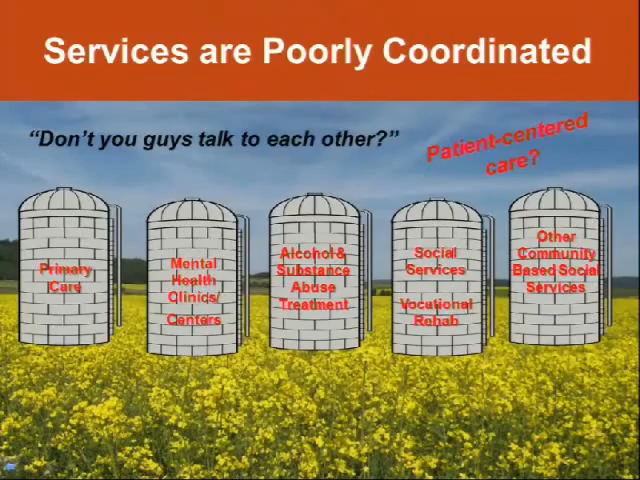 Services are Poorly Coordinated
"Don't you guys talk to each other?"
Patient-centered
care?
Primary
Care
Mental
Health
Clinics/
Centers
Alcohol &
Substance
Abuse
Treatment
Social
Services
Vocational
Rehab
Other
Community
Based Social
Services